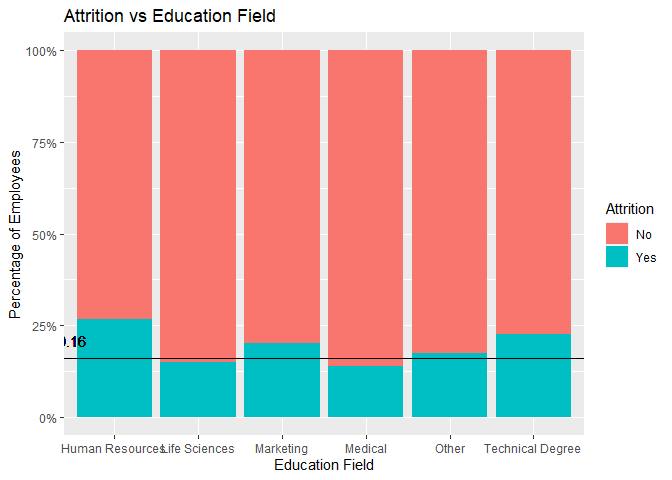 Attrition vs Education Field
100%
75%
50%
25%
0%
Percentage of Employees
0.16
Human Resources Life Sciences Marketing Medical Other Technical Degree
Education Field
Attrition
No
Yes